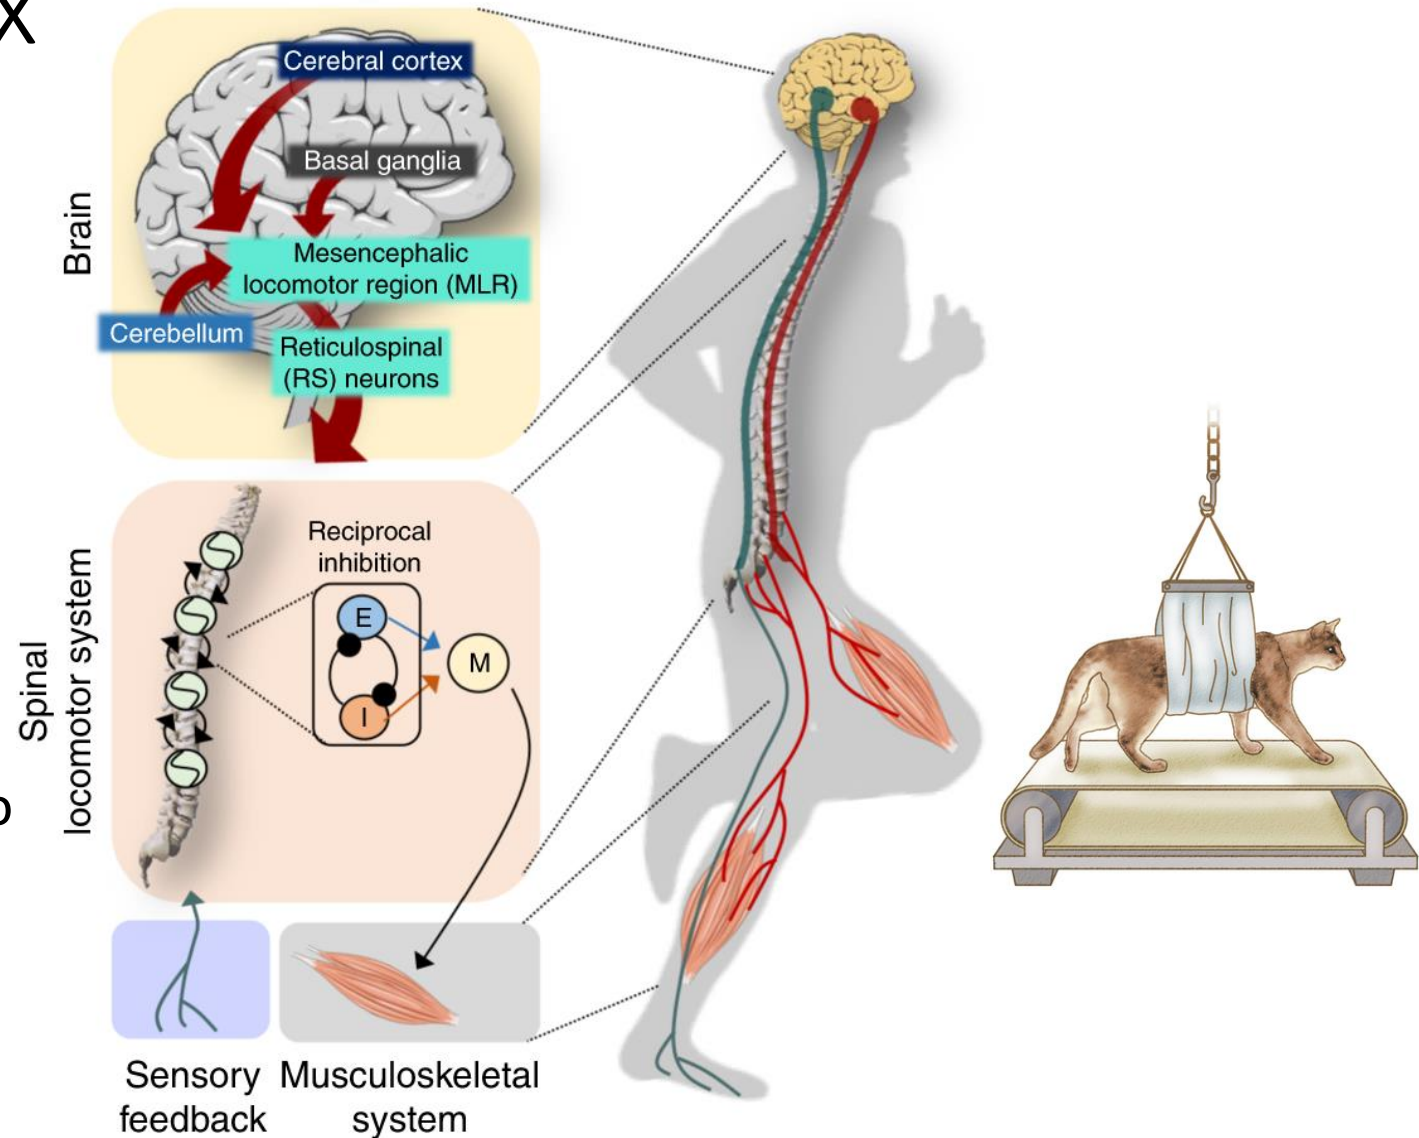 x
Brain
Cerebral cortex
Basal ganglia
Mesencephalic
locomotor region (MLR)
Cerebellum
Reticulospinal
(RS) neurons
Spinal
locomotor system
Reciprocal
inhibition
E
I
M
Sensory
feedback
Musculoskeletal
system